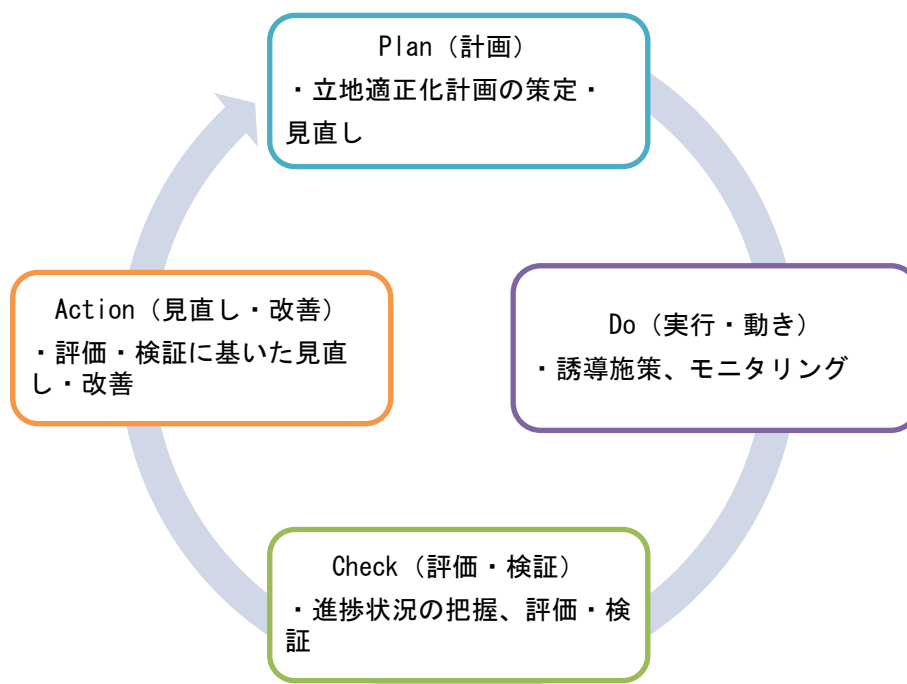 Plan（計画）
・立地適正化計画の策定・
見直し
Action（見直し・改善）
・評価・検証に基いた見直
し・改善
Do（実行・動き）
・誘導施策、モニタリング
Check（評価・検証）
・進捗状況の把握、評価・検
証